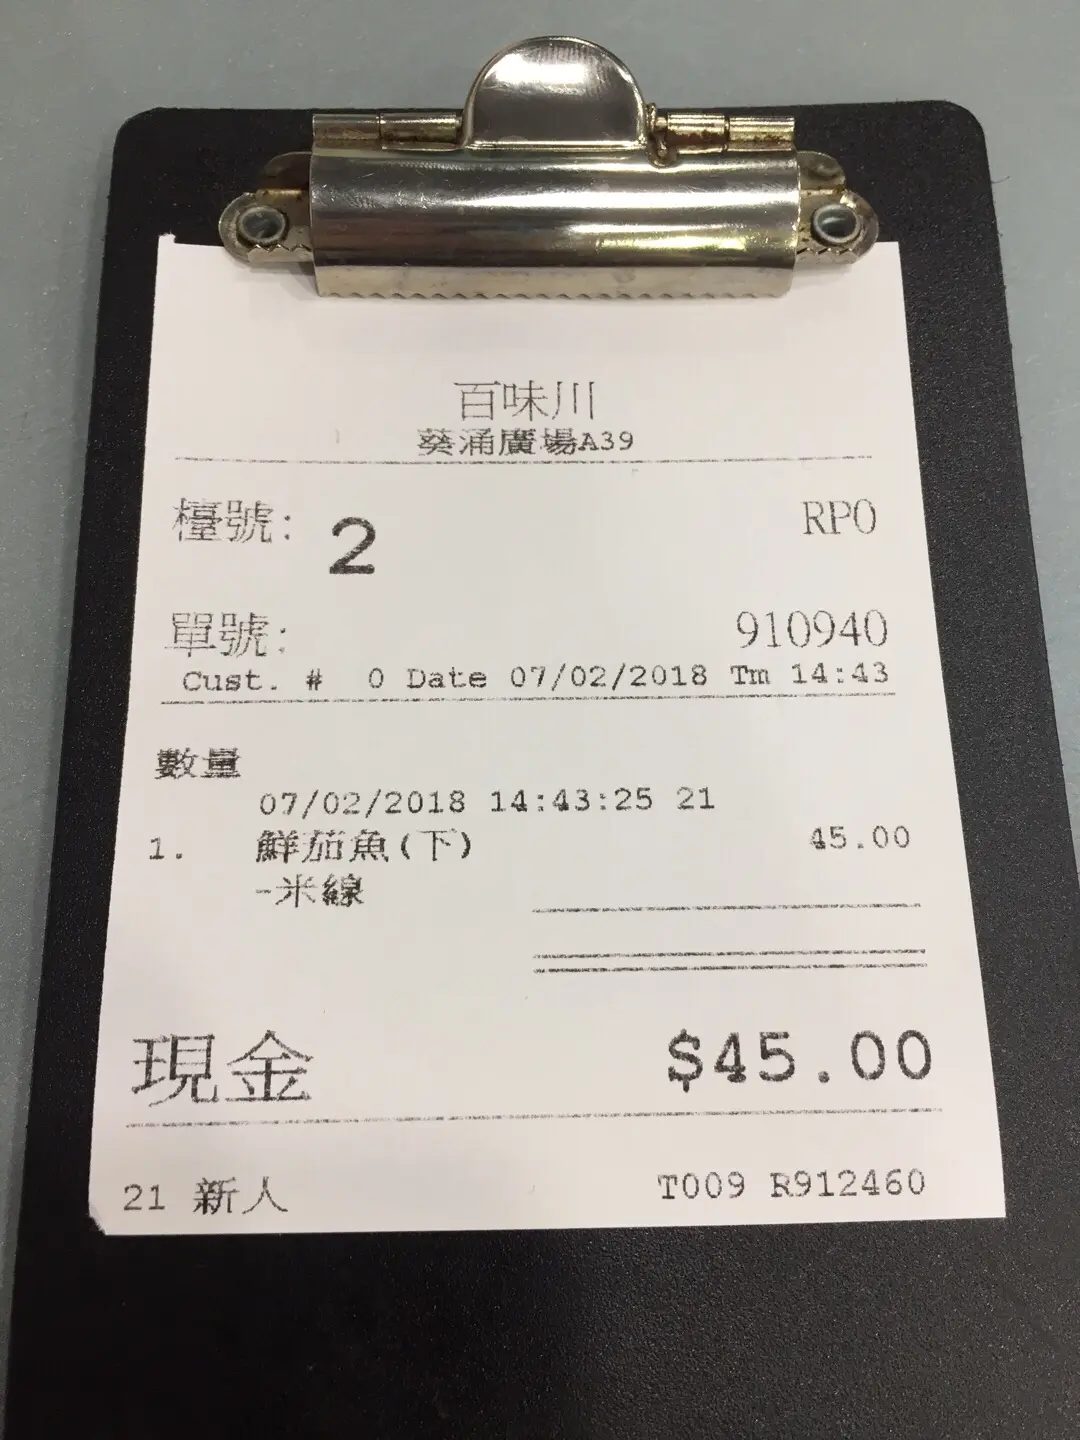 百味川
葵涌廣場A39
檯號: 2 RP0
單號: 910940
Cust. # 0 Date 07/02/2018 Tm 14:43
數量
07/02/2018 14:43:25 21
1. 鮮茄魚(下) 45.00
-米線
現金 $45.00
21 新人 T009 R912460